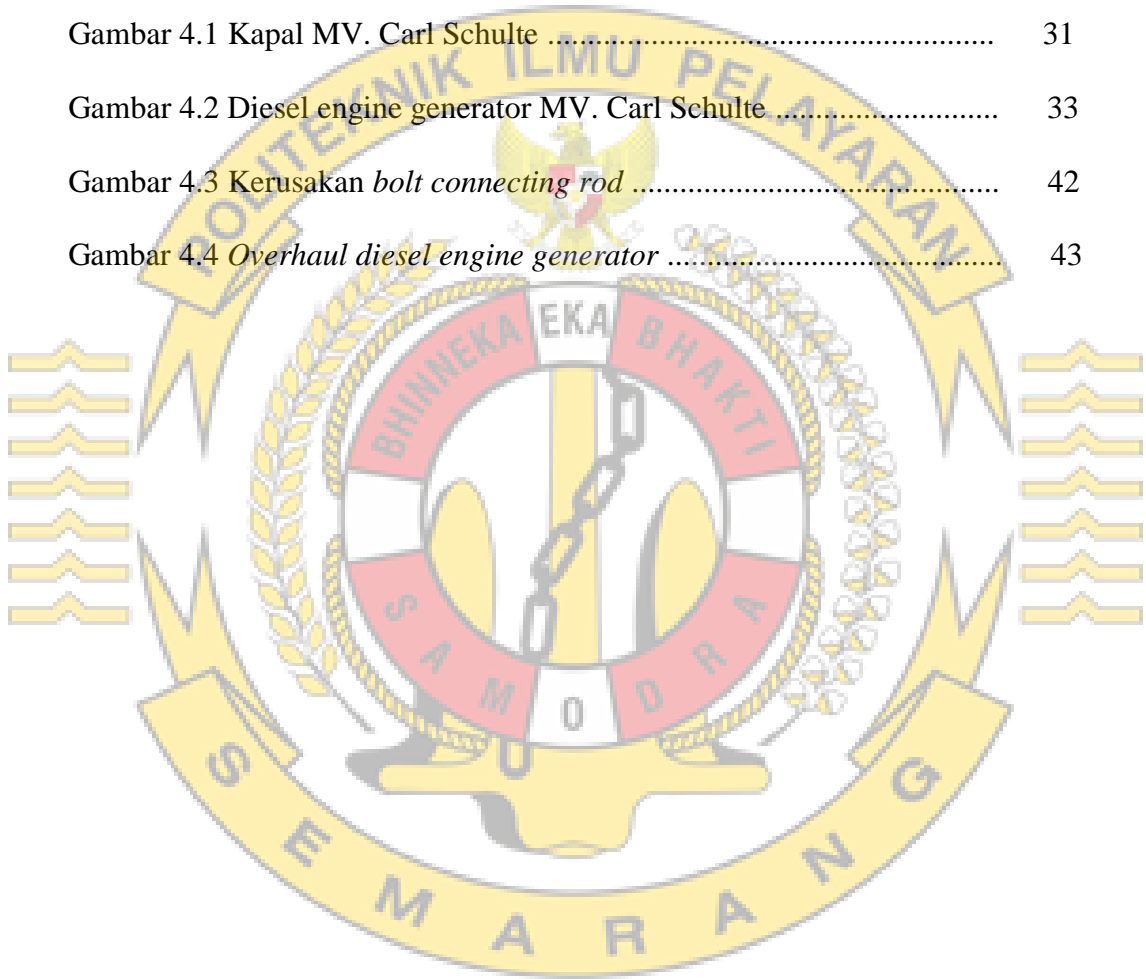 Gambar 4.1 Kapal MV. Carl Schulte ...................................................... 31
Gambar 4.2 Diesel engine generator MV. Carl Schulte ........................... 33
Gambar 4.3 Kerusakan bolt connecting rod ............................................ 42
Gambar 4.4 Overhaul diesel engine generator ........................................ 43
POLITEKNIK ILMU PELAYARAN
BHINNEKA EKA BHAKTI
SAMODRA
SEMARANG